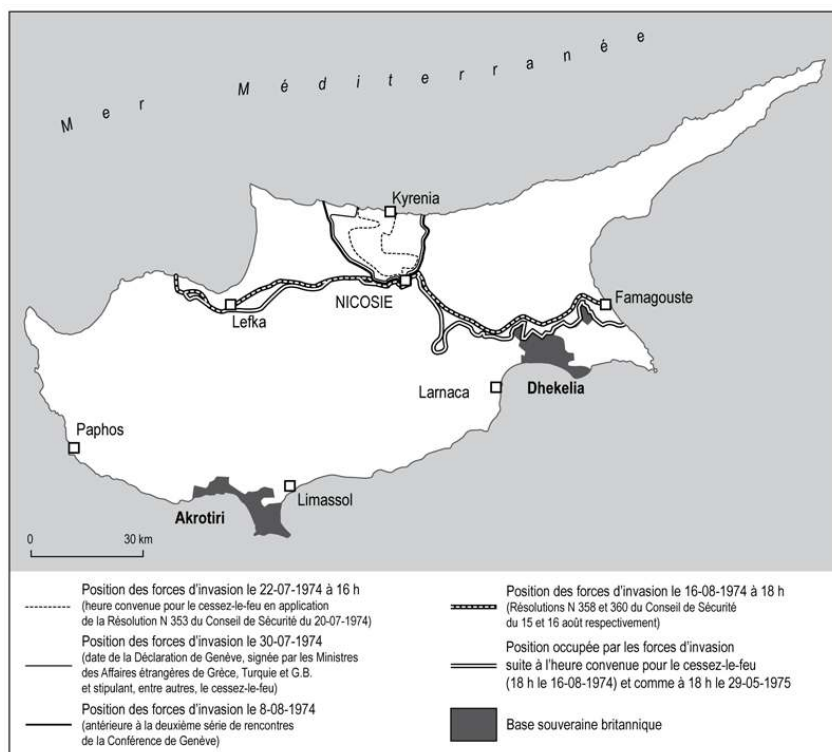 Mer Méditerranée
Kyrenia
NICOSIE
Famagouste
Lefka
Larnaca
Dhekelia
Paphos
Limassol
Akrotiri
0 30 km
Position des forces d'invasion le 22-07-1974 à 16 h
(heure convenue pour le cessez-le-feu en application
de la Résolution N 353 du Conseil de Sécurité du 20-07-1974)
Position des forces d'invasion le 30-07-1974
(date de la Déclaration de Genève, signée par les Ministres
des Affaires étrangères de Grèce, Turquie et G.B.
et stipulant, entre autres, le cessez-le-feu)
Position des forces d'invasion le 8-08-1974
(antérieure à la deuxième série de rencontres
de la Conférence de Genève)
Position des forces d'invasion le 16-08-1974 à 18 h
(Résolutions N 358 et 360 du Conseil de Sécurité
du 15 et 16 août respectivement)
Position occupée par les forces d'invasion
suite à l'heure convenue pour le cessez-le-feu
(18 h le 16-08-1974) et comme à 18 h le 29-05-1975
Base souveraine britannique